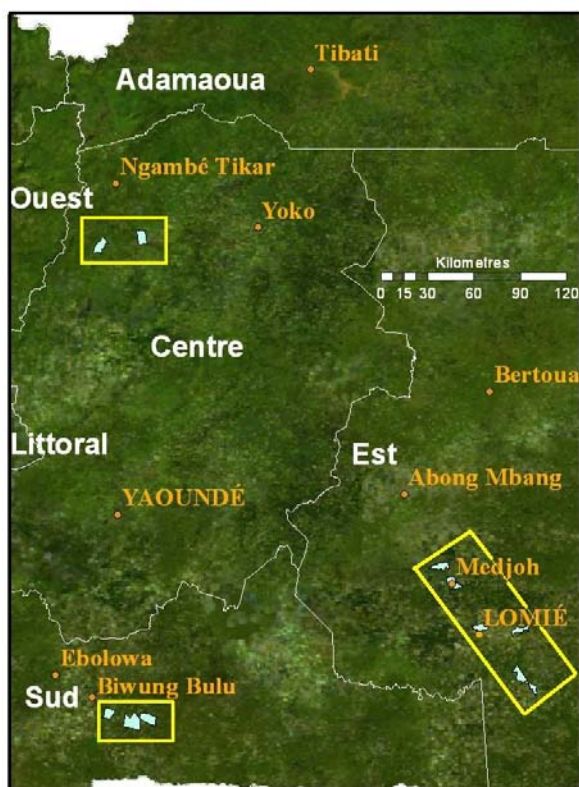 Tibati
Adamaoua
Ngambê Tikar
Ouest
Yoko
Kilometres
0 15 30 60 90 120
Centre
Bertoua
Littoral
Est
Abong Mbang
YAOUNDÉ
Medjoh
LOMIÉ
Ebolowa
Sud
Biwung Bulu